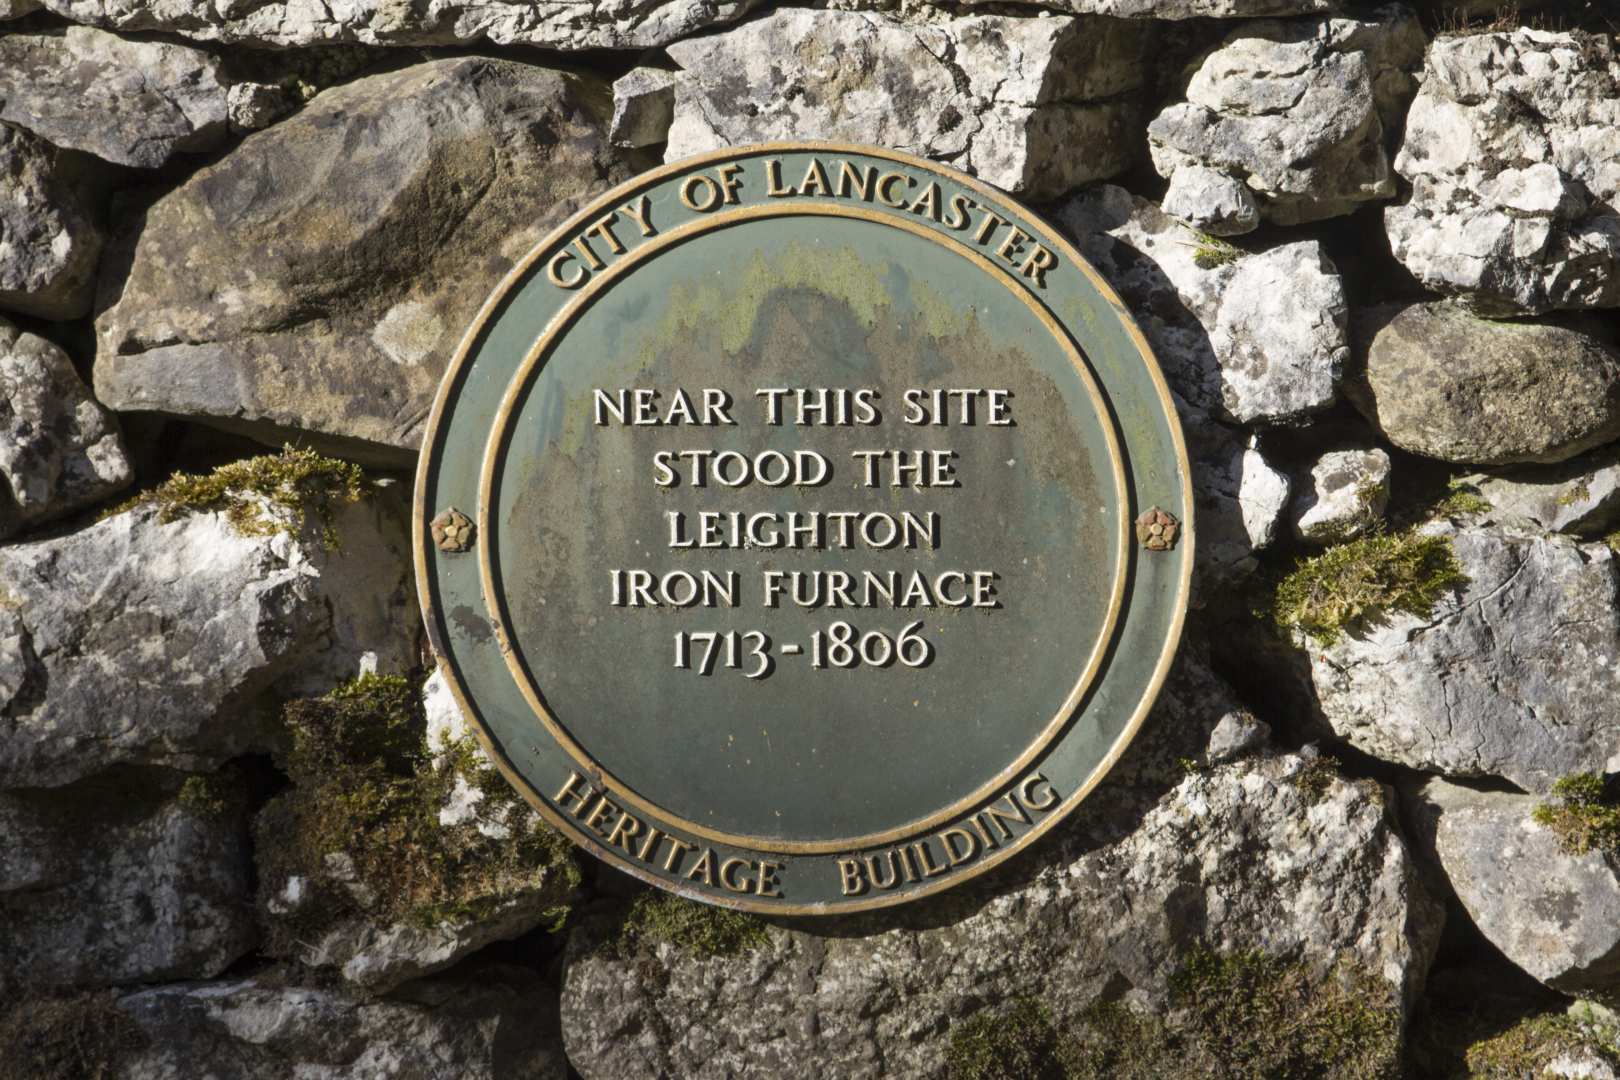 CITY OF LANCASTER
NEAR THIS SITE
STOOD THE
LEIGHTON
IRON FURNACE
1713-1806
HERITAGE BUILDING